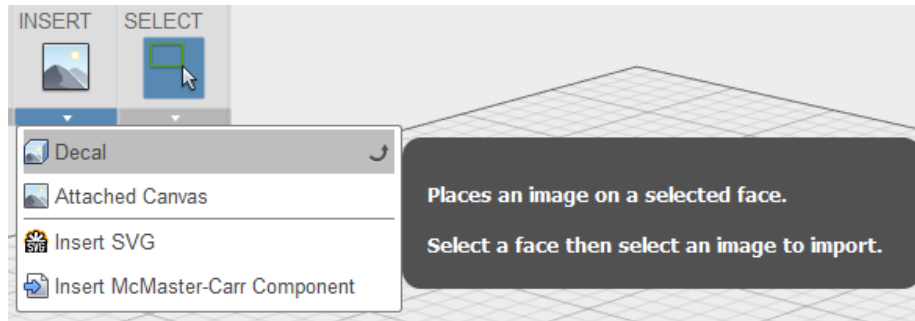 INSERT SELECT
Decal
Attached Canvas
SVG Insert SVG
Insert McMaster-Carr Component
Places an image on a selected face.
Select a face then select an image to import.